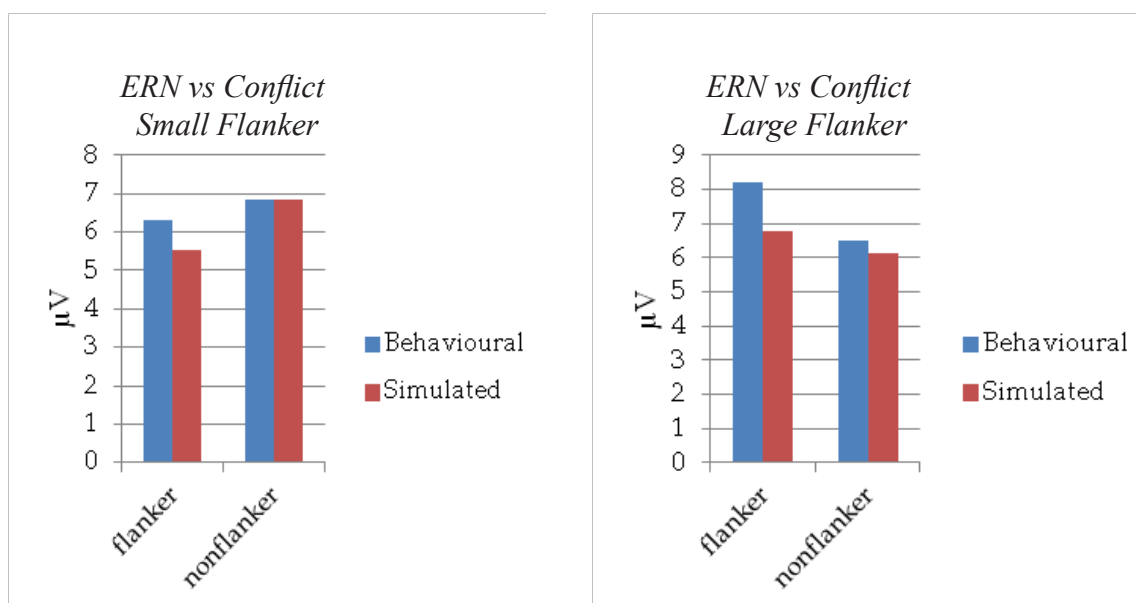 ERN vs Conflict
Small Flanker
8
7
6
5
4
3
2
1
0
μV
flanker
nonflanker
Behavioural
Simulated
ERN vs Conflict
Large Flanker
9
8
7
6
5
4
3
2
1
0
μV
flanker
nonflanker
Behavioural
Simulated